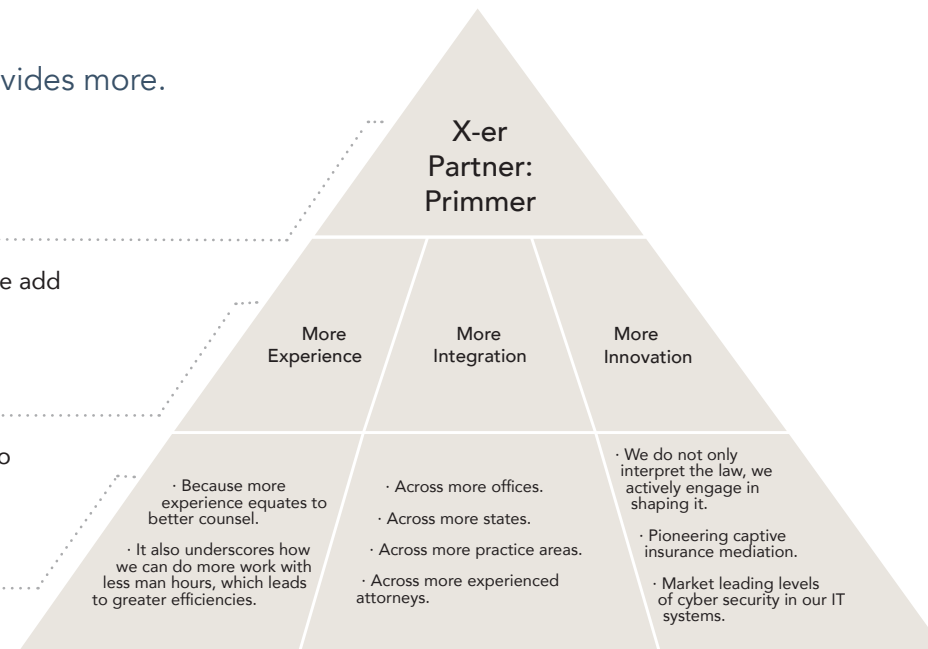 vides more.
X-er
Partner:
Primmer
e add
More
Experience
More
Integration
More
Innovation
o
· Because more
experience equates to
better counsel.
· It also underscores how
we can do more work with
less man hours, which leads
to greater efficiencies.
· Across more offices.
· Across more states.
· Across more practice areas.
· Across more experienced
attorneys.
· We do not only
interpret the law, we
actively engage in
shaping it.
· Pioneering captive
insurance mediation.
· Market leading levels
of cyber security in our IT
systems.